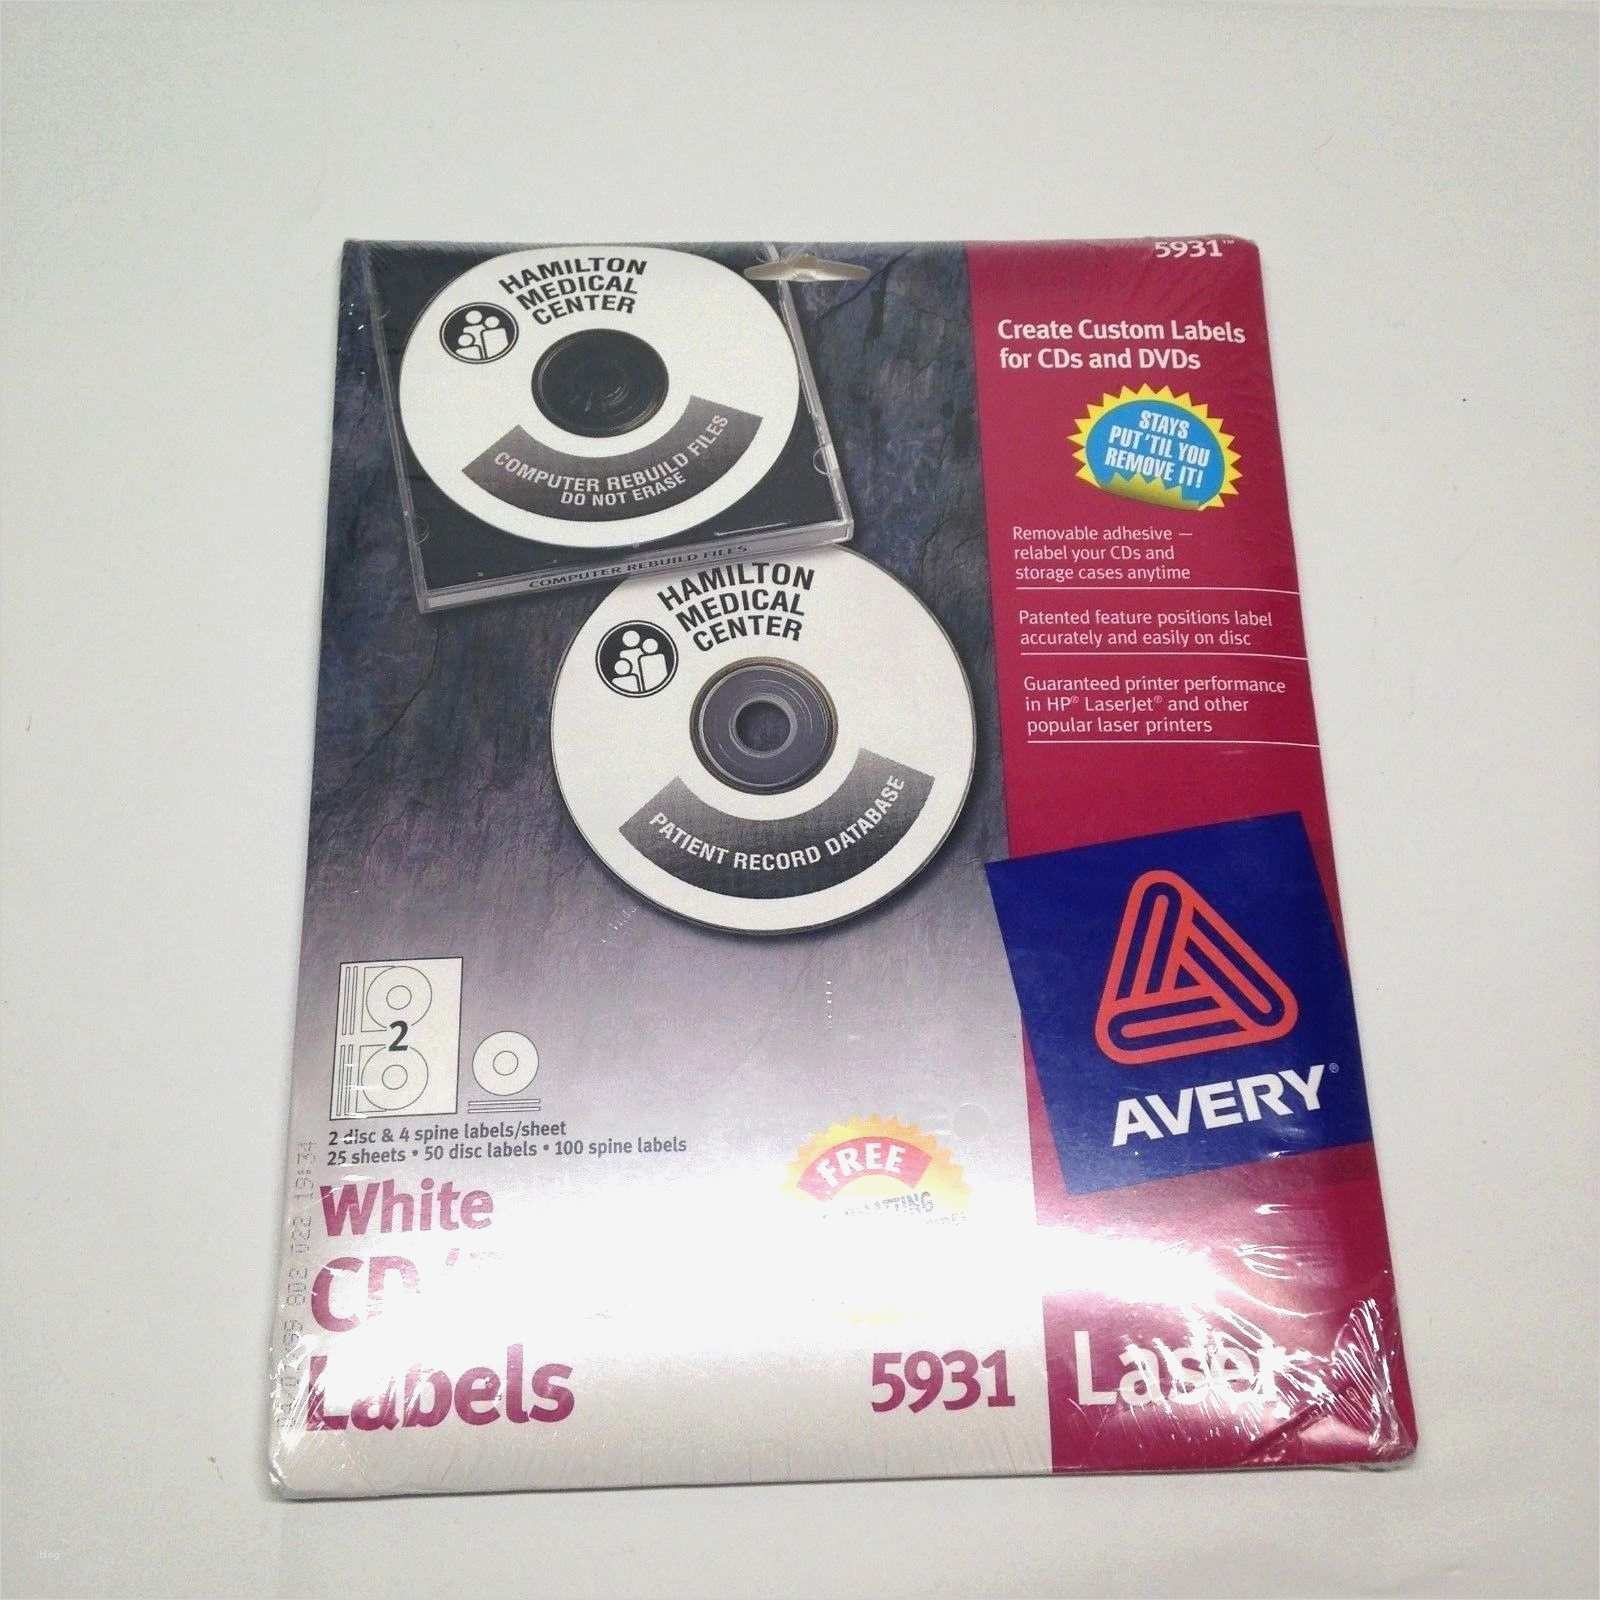 5931™
HAMILTON
MEDICAL
CENTER
COMPUTER REBUILD FILES
DO NOT ERASE
COMPUTER REBUILD FILES
HAMILTON
MEDICAL
CENTER
PATIENT RECORD DATABASE
Create Custom Labels
for CDs and DVDs
STAYS
PUT 'TIL YOU
REMOVE IT!
Removable adhesive —
relabel your CDs and
storage cases anytime
Patented feature positions label
accurately and easily on disc
Guaranteed printer performance
in HP® LaserJet® and other
popular laser printers
AVERY®
2
2 disc & 4 spine labels/sheet
25 sheets • 50 disc labels • 100 spine labels
FREE
White
CD
Labels
5931
Laser